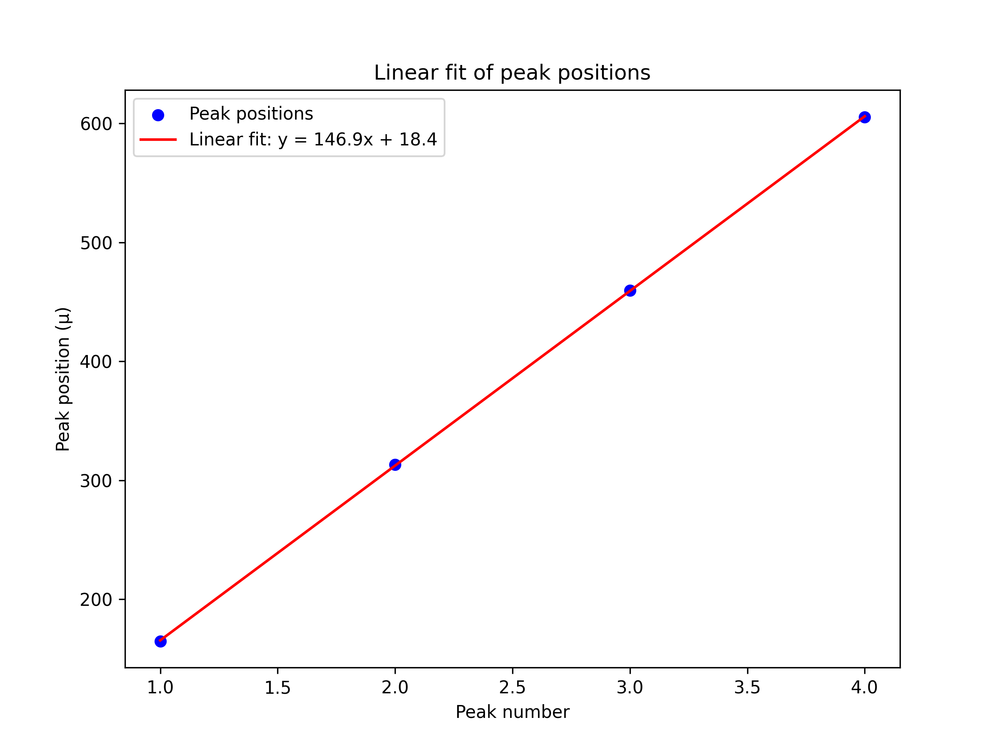 Linear fit of peak positions
Peak positions
Linear fit: y = 146.9x + 18.4
600
500
400
300
200
Peak position (μ)
1.0 1.5 2.0 2.5 3.0 3.5 4.0
Peak number